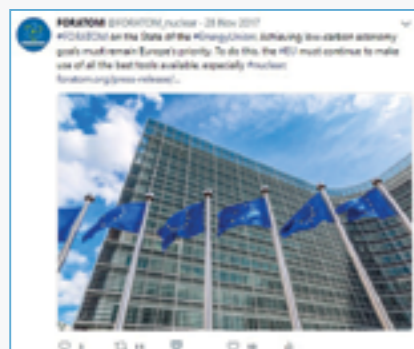 FORATOM @FORATOM_nuclear - 28 Nov 2017
#FORATOM on the State of the #EnergyUnion: Achieving low-carbon economy
goals must remain Europe's priority. To do this, the #EU must continue to make
use of all the best tools available, especially #nuclear:
foratom.org/press-release/...